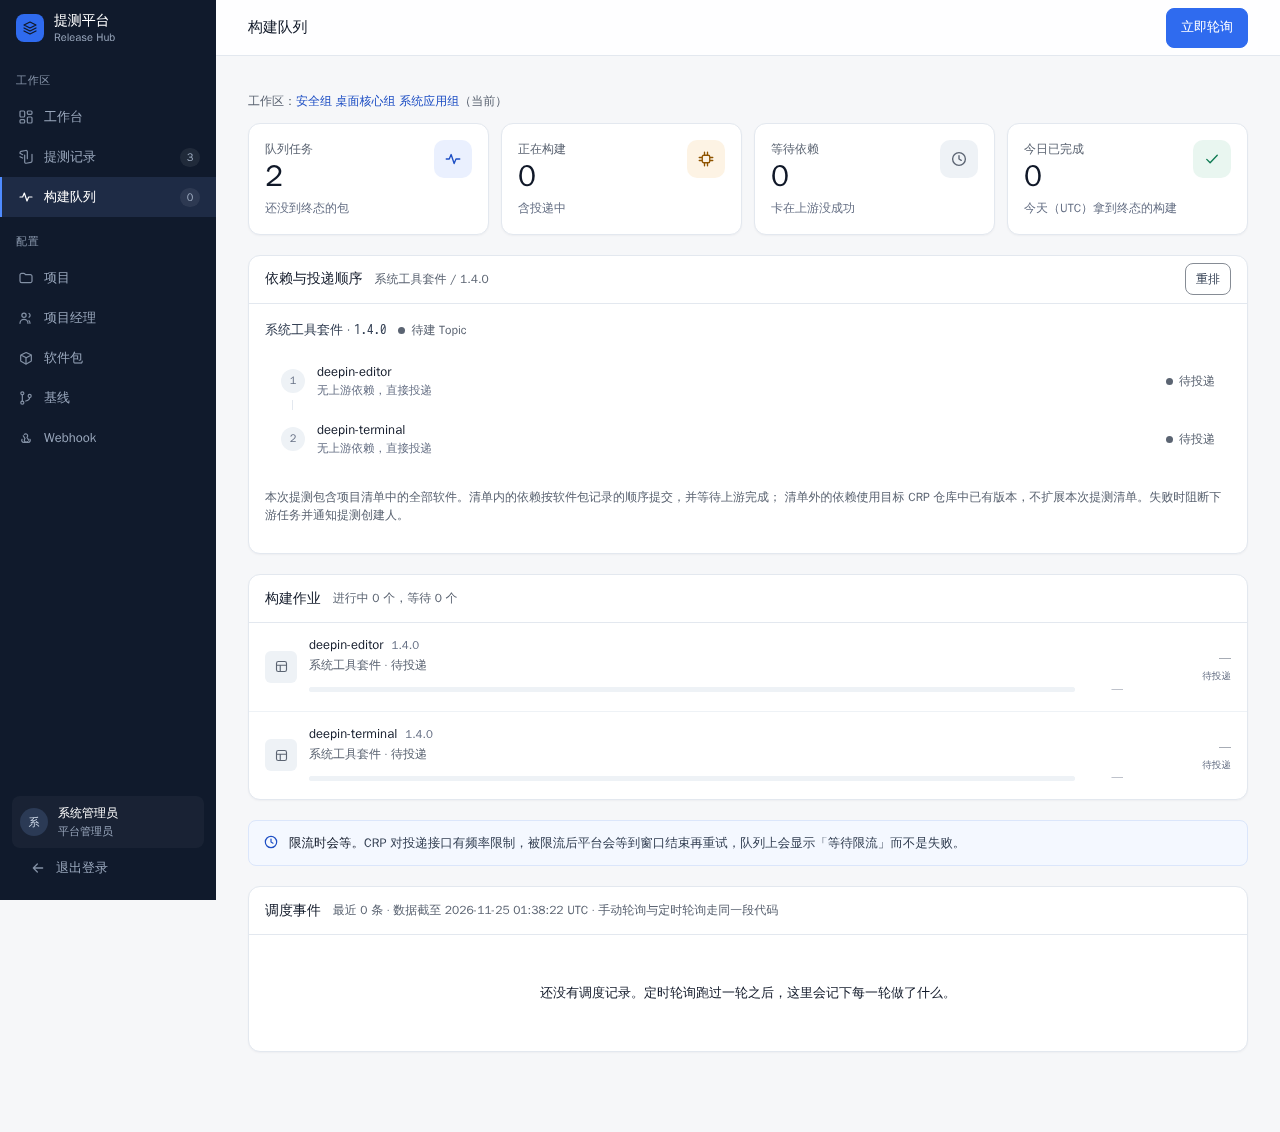 提测平台
Release Hub
工作区
工作台
提测记录 3
构建队列 0
配置
项目
项目经理
软件包
基线
Webhook
系 系统管理员
平台管理员
退出登录
构建队列
立即轮询
工作区：安全组 桌面核心组 系统应用组（当前）
队列任务
2
还没到终态的包
正在构建
0
含投递中
等待依赖
0
卡在上游没成功
今日已完成
0
今天（UTC）拿到终态的构建
依赖与投递顺序 系统工具套件 / 1.4.0
重排
系统工具套件 · 1.4.0 待建 Topic
1 deepin-editor
无上游依赖，直接投递
待投递
2 deepin-terminal
无上游依赖，直接投递
待投递
本次提测包含项目清单中的全部软件。清单内的依赖按软件包记录的顺序提交，并等待上游完成； 清单外的依赖使用目标 CRP 仓库中已有版本，不扩展本次提测清单。失败时阻断下
游任务并通知提测创建人。
构建作业 进行中 0 个，等待 0 个
deepin-editor 1.4.0
系统工具套件 · 待投递
—
—
待投递
deepin-terminal 1.4.0
系统工具套件 · 待投递
—
—
待投递
限流时会等。CRP 对投递接口有频率限制，被限流后平台会等到窗口结束再重试，队列上会显示「等待限流」而不是失败。
调度事件 最近 0 条 · 数据截至 2026-11-25 01:38:22 UTC · 手动轮询与定时轮询走同一段代码
还没有调度记录。定时轮询跑过一轮之后，这里会记下每一轮做了什么。